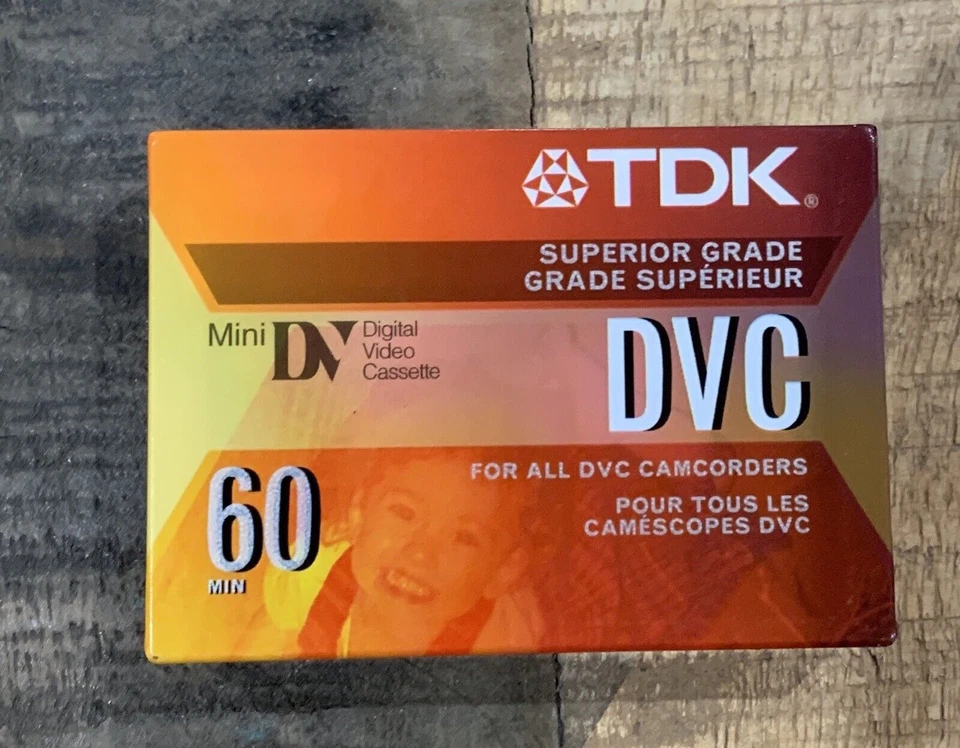 TDK®
SUPERIOR GRADE
GRADE SUPÉRIEUR
Mini DV Digital
Video
Cassette
DVC
60
MIN
FOR ALL DVC CAMCORDERS
POUR TOUS LES
CAMÉSCOPES DVC